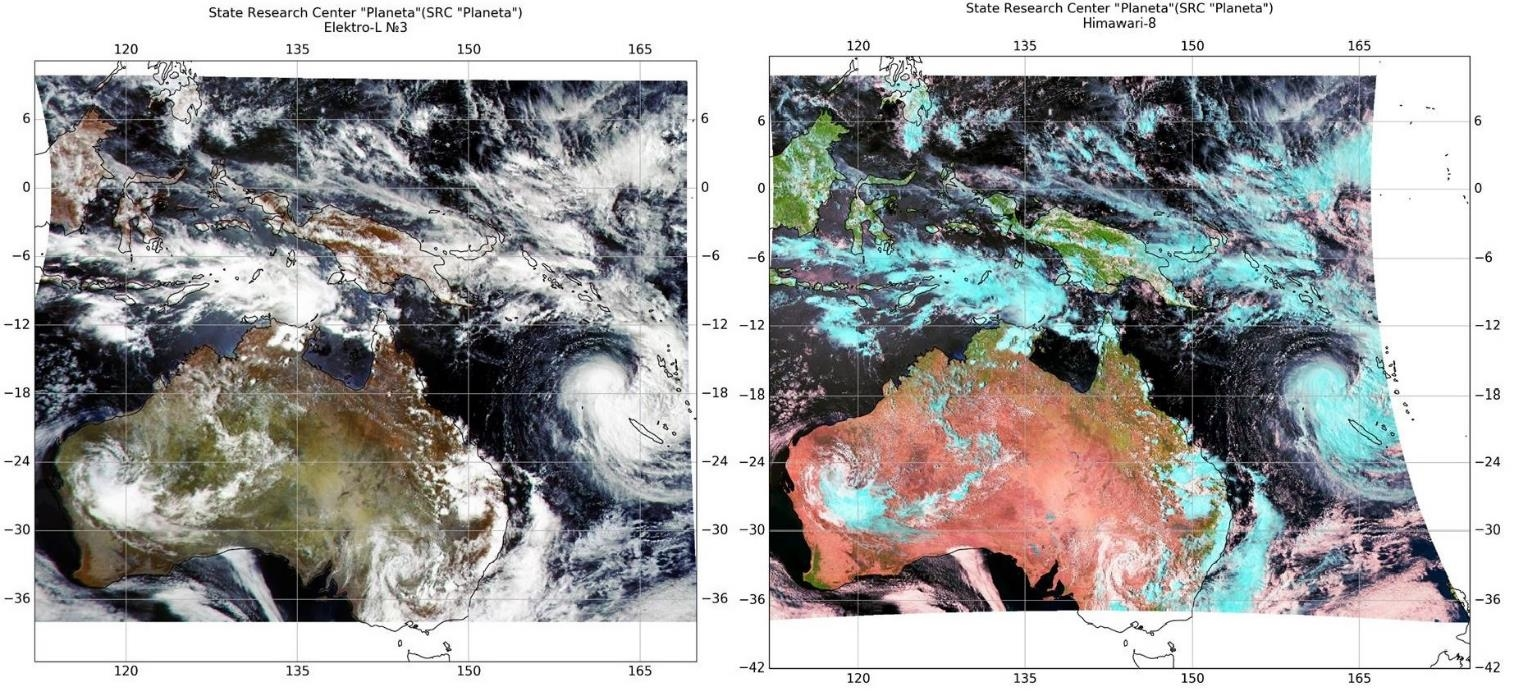 State Research Center "Planeta"(SRC "Planeta")
Elektro-L №3
120 135 150 165
6 6
0 0
−6 −6
−12 −12
−18 −18
−24 −24
−30 −30
−36 −36
120 135 150 165
State Research Center "Planeta"(SRC "Planeta")
Himawari-8
120 135 150 165
6 6
0 0
−6 −6
−12 −12
−18 −18
−24 −24
−30 −30
−36 −36
−42 −42
120 135 150 165